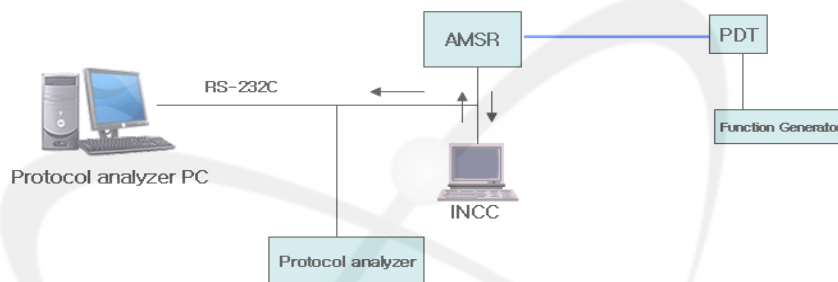 AMSR
PDT
RS-232C
Function Generator
Protocol analyzer PC
INCC
Protocol analyzer